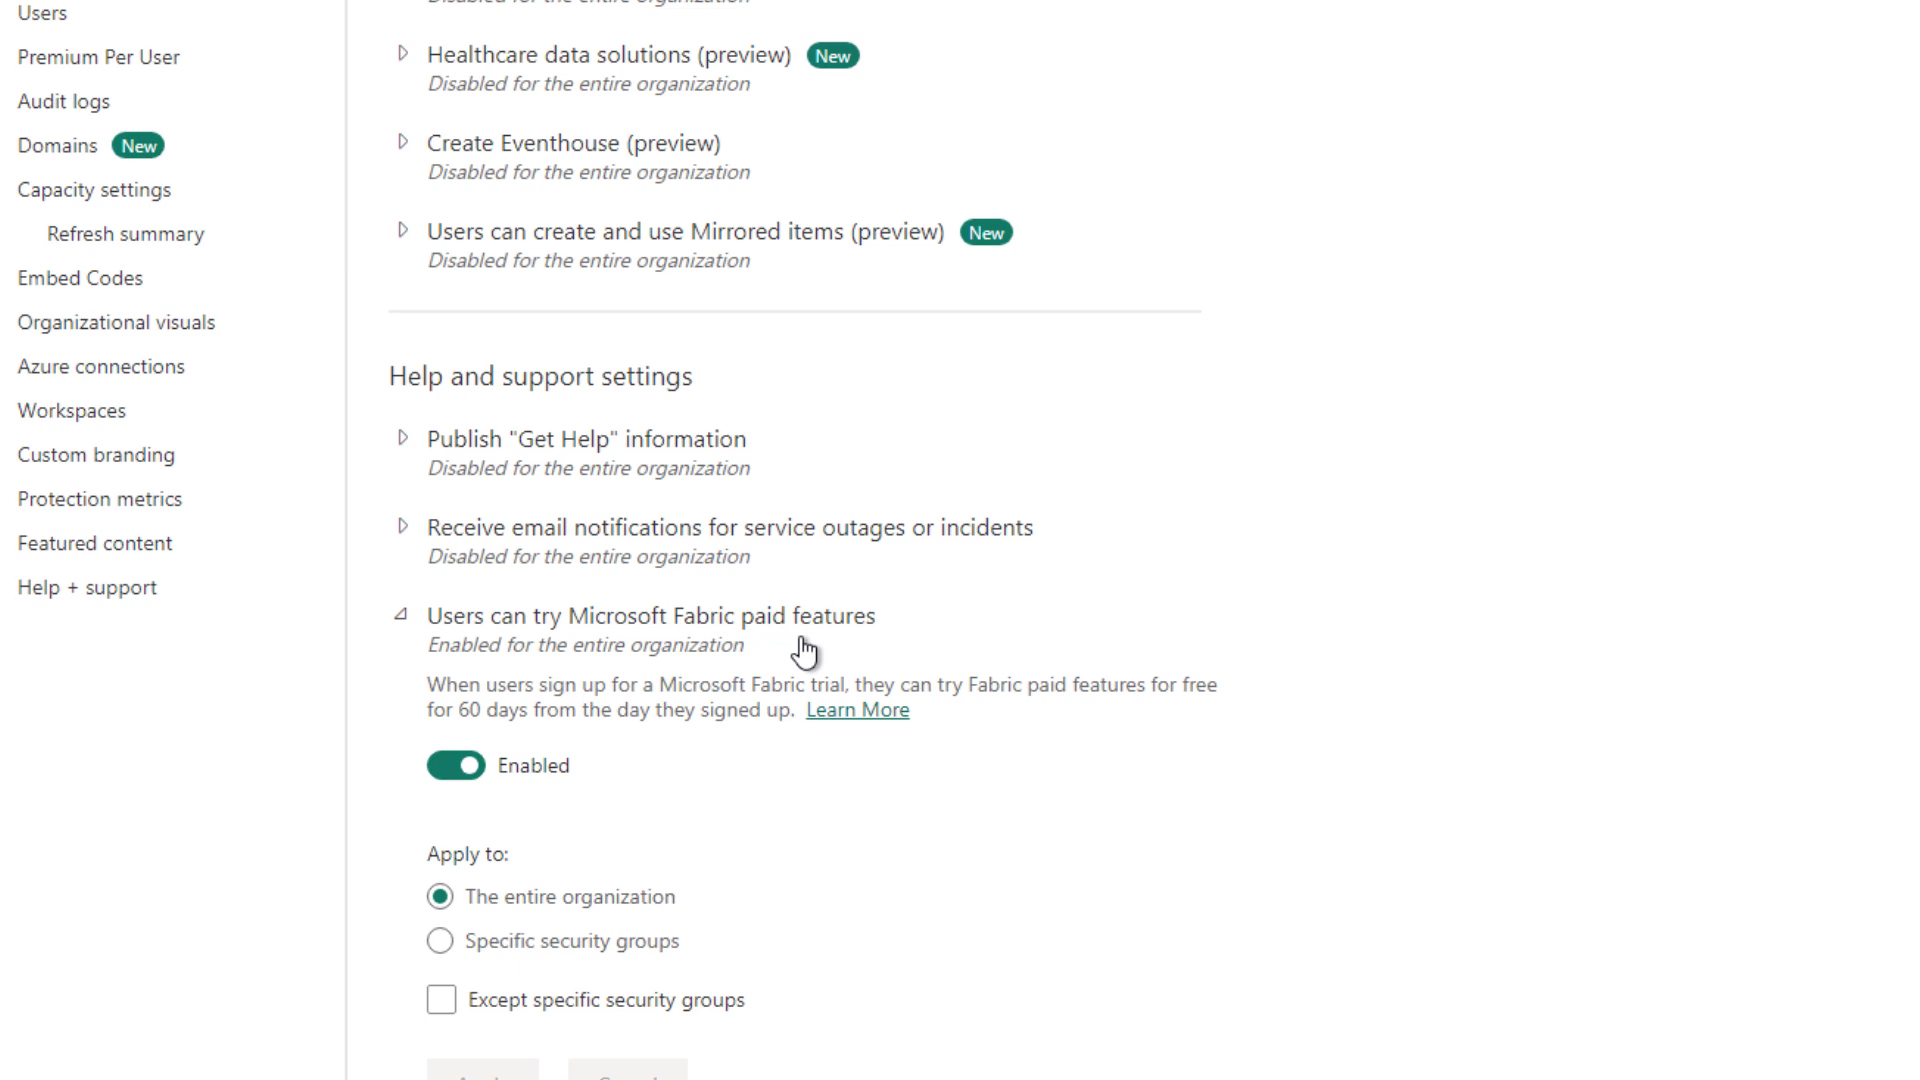 Users
Premium Per User
Audit logs
Domains New
Capacity settings
Refresh summary
Embed Codes
Organizational visuals
Azure connections
Workspaces
Custom branding
Protection metrics
Featured content
Help + support
Disabled for the entire organization
Healthcare data solutions (preview) New
Disabled for the entire organization
Create Eventhouse (preview)
Disabled for the entire organization
Users can create and use Mirrored items (preview) New
Disabled for the entire organization
Help and support settings
Publish "Get Help" information
Disabled for the entire organization
Receive email notifications for service outages or incidents
Disabled for the entire organization
Users can try Microsoft Fabric paid features
Enabled for the entire organization
When users sign up for a Microsoft Fabric trial, they can try Fabric paid features for free
for 60 days from the day they signed up. Learn More
Enabled
Apply to:
The entire organization
Specific security groups
Except specific security groups